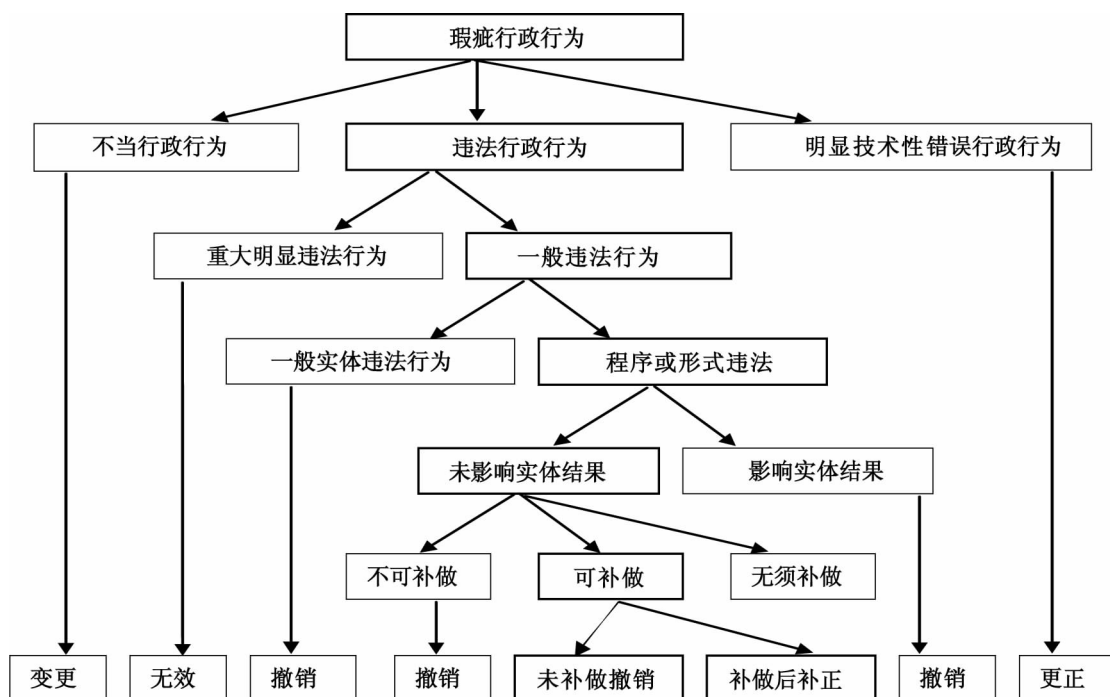 瑕疵行政行为
不当行政行为
违法行政行为
明显技术性错误行政行为
重大明显违法行为
一般违法行为
一般实体违法行为
程序或形式违法
未影响实体结果
影响实体结果
不可补做
可补做
无须补做
变更
无效
撤销
撤销
未补做撤销
补做后补正
撤销
更正